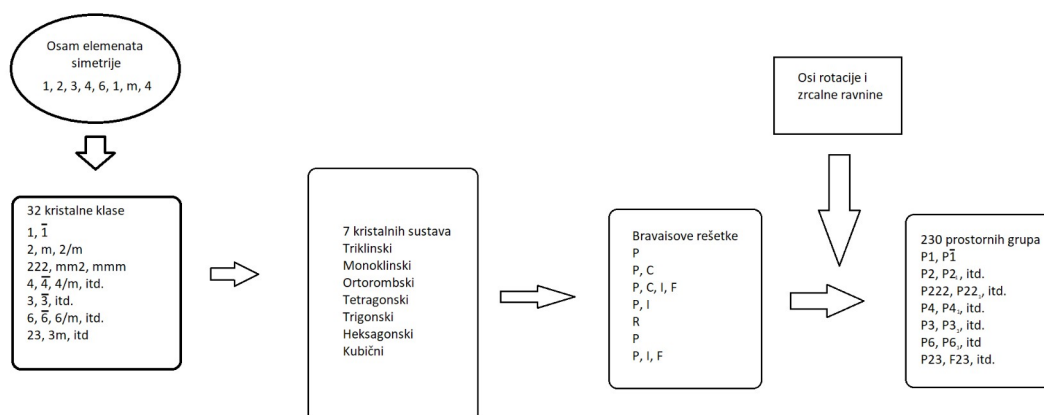 Osam elemenata
simetrije
1, 2, 3, 4, 6, 1, m, 4
32 kristalne klase
1, 1̅
2, m, 2/m
222, mm2, mmm
4, 4̅, 4/m, itd.
3, 3̅, itd.
6, 6̅, 6/m, itd.
23, 3m, itd
7 kristalnih sustava
Triklinski
Monoklinski
Ortorombski
Tetragonski
Trigonski
Heksagonski
Kubični
Bravaisove rešetke
P
P, C
P, C, I, F
P, I
R
P
P, I, F
Osi rotacije i
zrcalne ravnine
230 prostornih grupa
P1, P1̅
P2, P2₁, itd.
P222, P22₁, itd.
P4, P4₁, itd.
P3, P3₁, itd.
P6, P6₁, itd
P23, F23, itd.